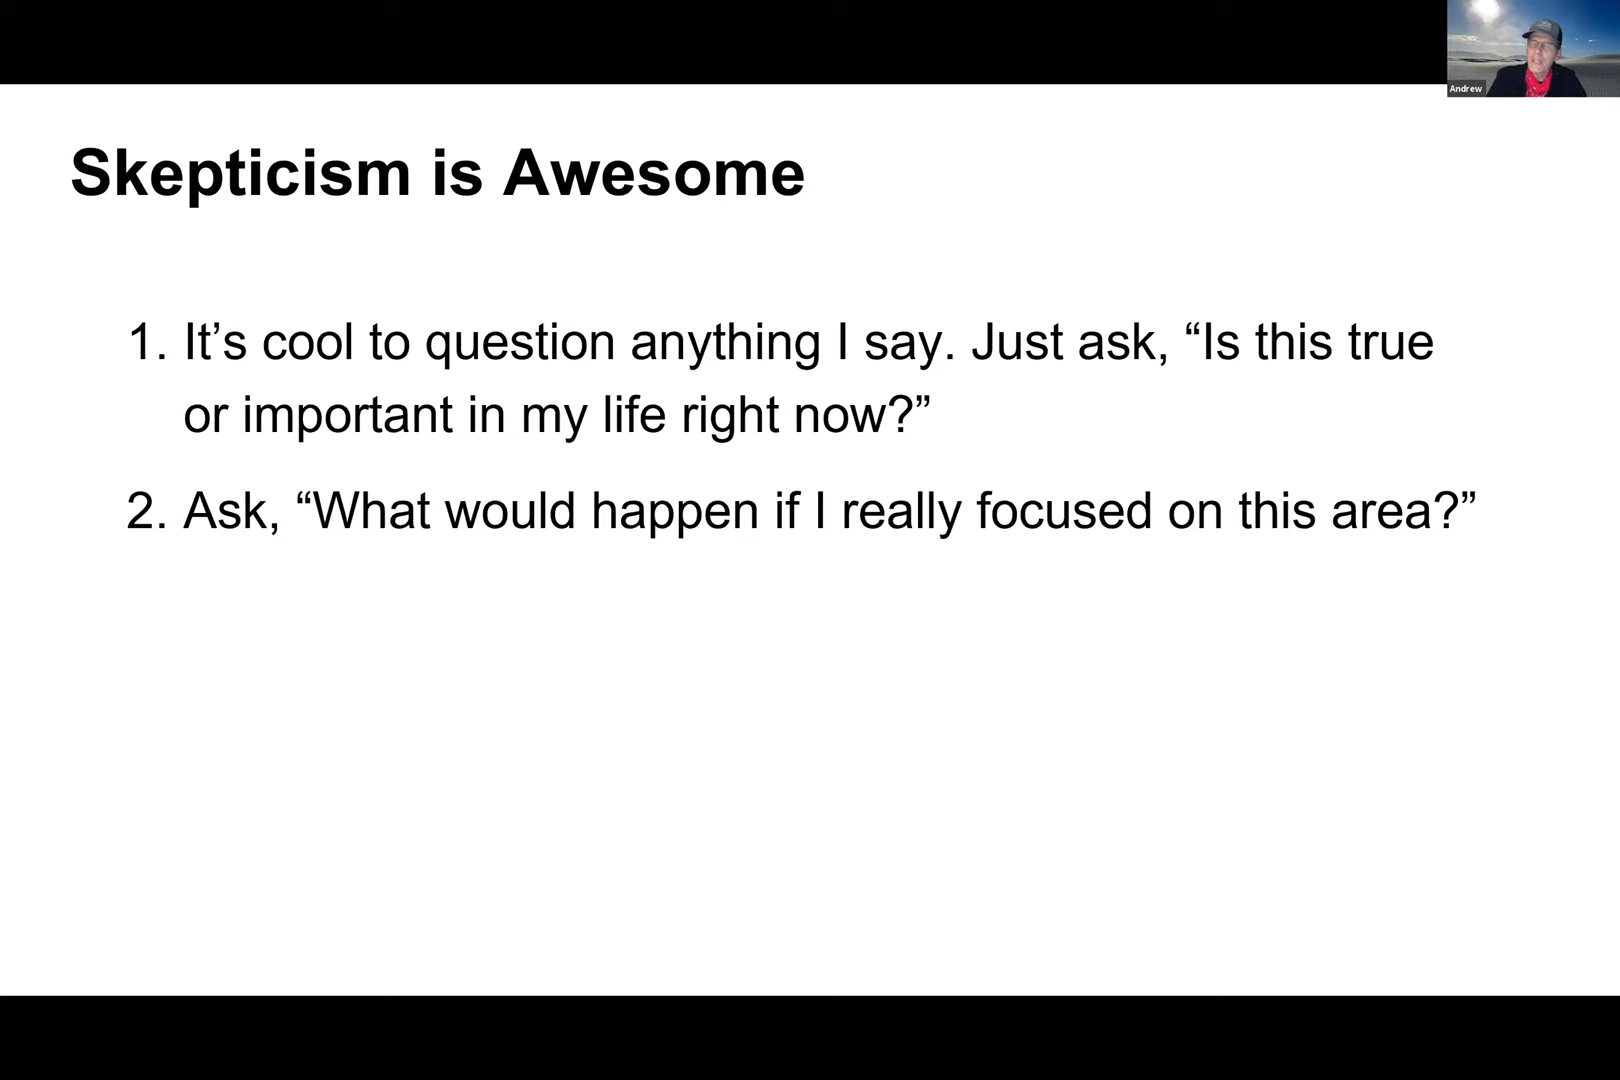 Andrew
Skepticism is Awesome
1. It’s cool to question anything I say. Just ask, “Is this true
or important in my life right now?”
2. Ask, “What would happen if I really focused on this area?”